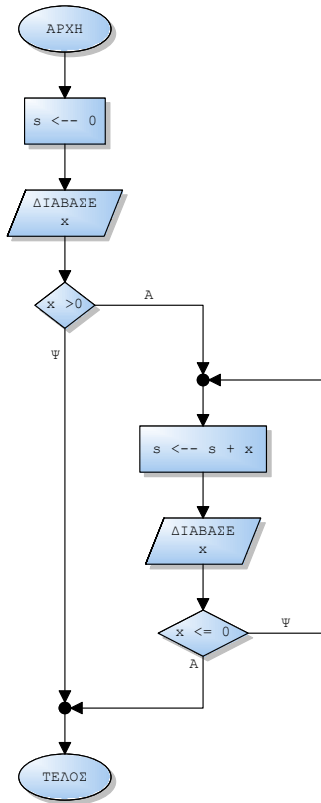 ΑΡΧΗ
s <-- 0
ΔΙΑΒΑΣΕ
x
x >0
Α
Ψ
s <-- s + x
ΔΙΑΒΑΣΕ
x
x <= 0
Ψ
Α
ΤΕΛΟΣ